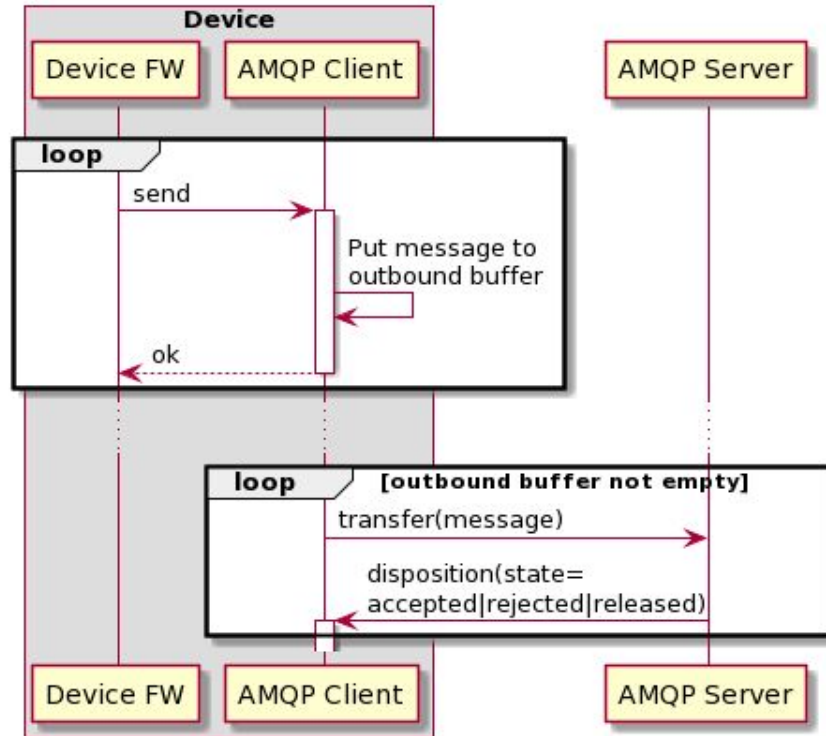 Device
Device FW
AMQP Client
AMQP Server
loop
send
Put message to
outbound buffer
ok
loop
[outbound buffer not empty]
transfer(message)
disposition(state=
accepted|rejected|released)
Device FW
AMQP Client
AMQP Server